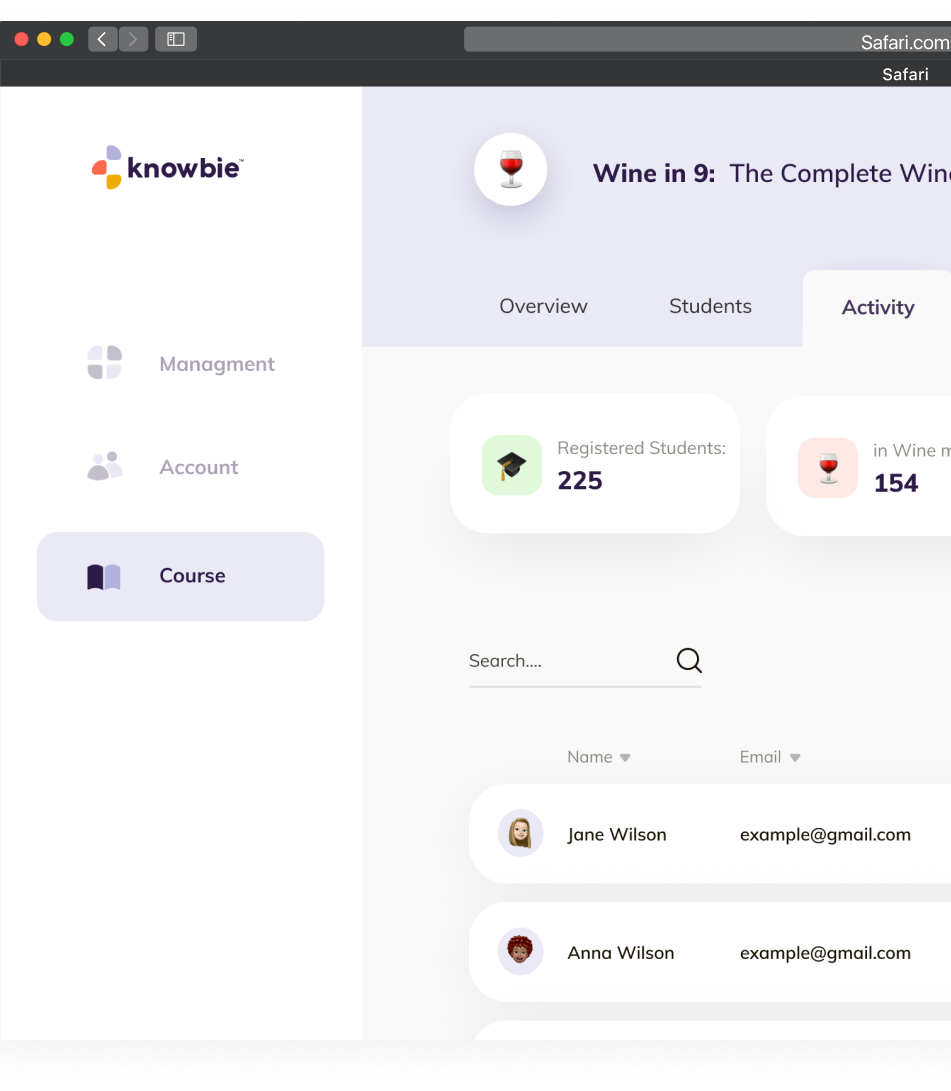 Safari.com
Safari
knowbie™
Wine in 9: The Complete
Overview
Students
Activity
Managment
Account
Course
Registered Students:
225
in Wine
154
Search....
Name
Email
Jane Wilson
example@gmail.com
Anna Wilson
example@gmail.com